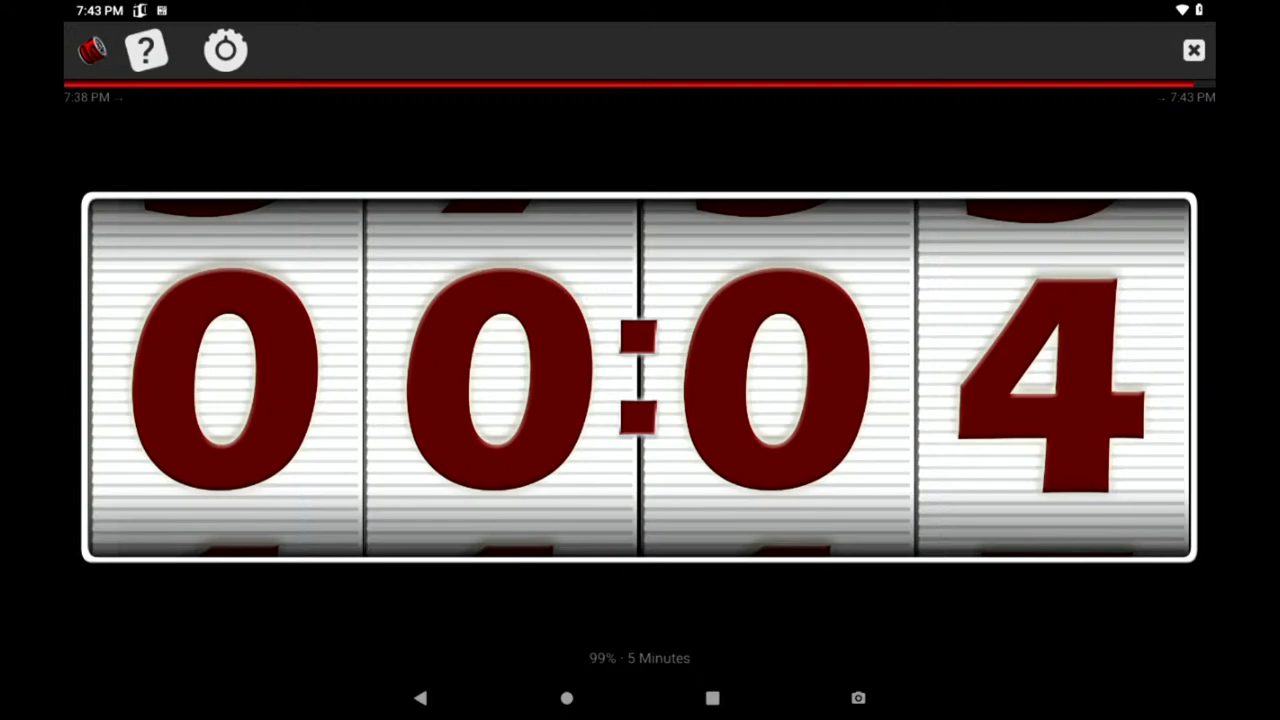 7:43 PM
?
7:38 PM → → 7:43 PM
00:04
99% · 5 Minutes